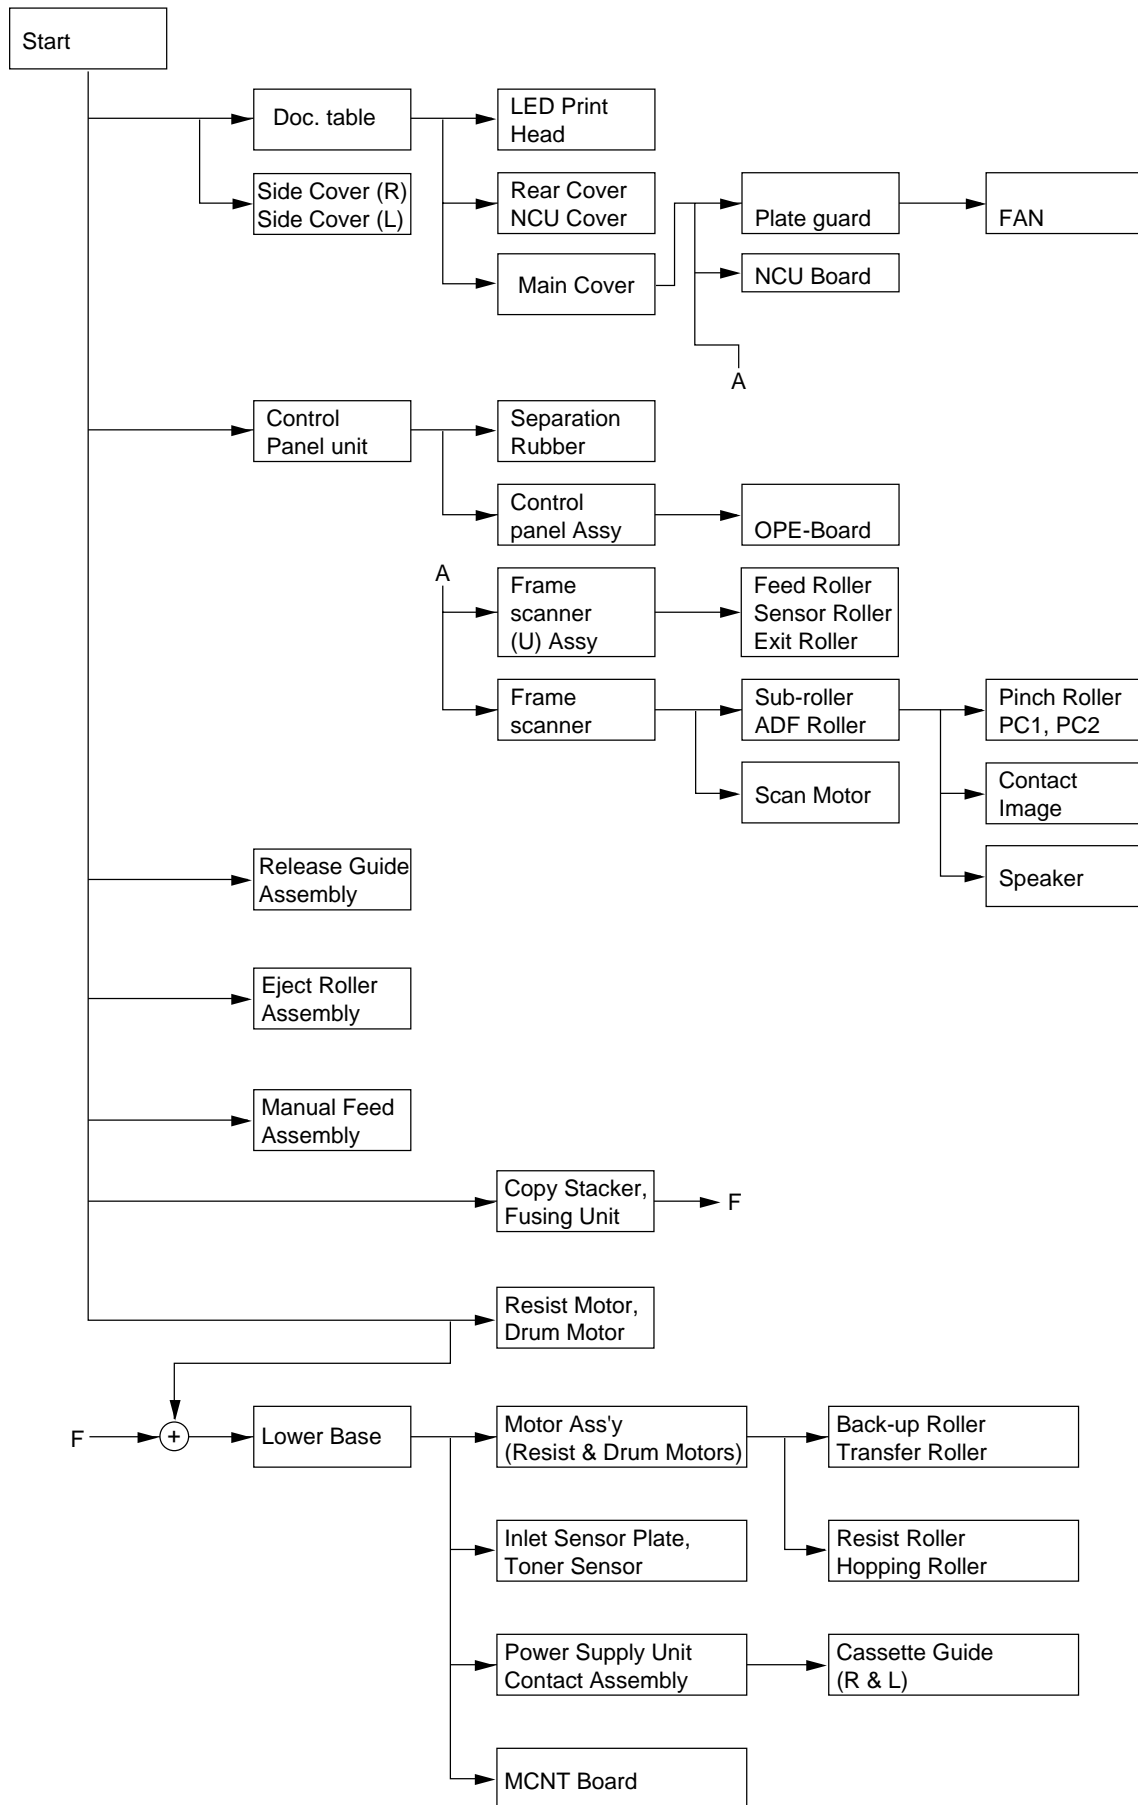 Start
Doc. table
LED Print
Head
Side Cover (R)
Side Cover (L)
Rear Cover
NCU Cover
Plate guard
FAN
Main Cover
NCU Board
A
Control
Panel unit
Separation
Rubber
Control
panel Assy
OPE-Board
A
Frame
scanner
(U) Assy
Feed Roller
Sensor Roller
Exit Roller
Frame
scanner
Sub-roller
ADF Roller
Pinch Roller
PC1, PC2
Scan Motor
Contact
Image
Speaker
Release Guide
Assembly
Eject Roller
Assembly
Manual Feed
Assembly
Copy Stacker,
Fusing Unit
F
Resist Motor,
Drum Motor
F
+
Lower Base
Motor Ass'y
(Resist & Drum Motors)
Back-up Roller
Transfer Roller
Inlet Sensor Plate,
Toner Sensor
Resist Roller
Hopping Roller
Power Supply Unit
Contact Assembly
Cassette Guide
(R & L)
MCNT Board